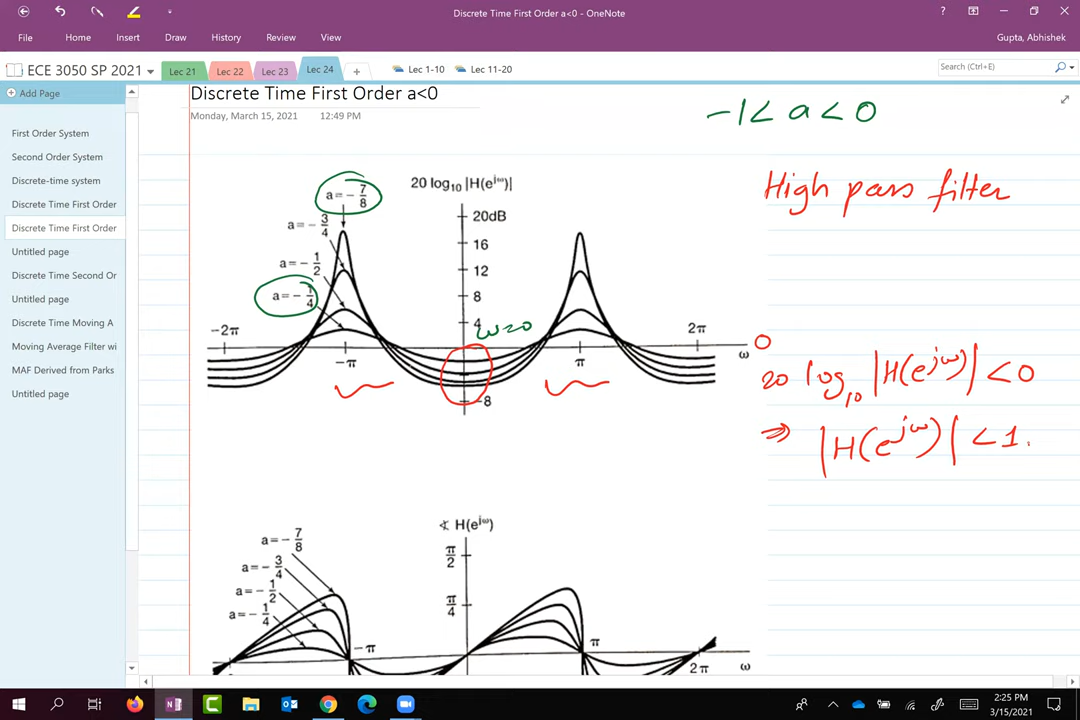 Discrete Time First Order a<0 - OneNote
File Home Insert Draw History Review View
Gupta, Abhishek
ECE 3050 SP 2021
Lec 21 Lec 22 Lec 23 Lec 24
Lec 1-10 Lec 11-20
Search (Ctrl+E)
Add Page
First Order System
Second Order System
Discrete-time system
Discrete Time First Order
Discrete Time First Order
Untitled page
Discrete Time Second Or
Untitled page
Discrete Time Moving A
Moving Average Filter wi
MAF Derived from Parks
Untitled page
Discrete Time First Order a<0
Monday, March 15, 2021 12:49 PM
-1 < a < 0
High pass filter
20 log₁₀ |H(e^jω)|
a = - 7/8
a = - 3/4
a = - 1/2
a = - 1/4
20dB
16
12
8
4
ω=0
-8
-2π
-π
π
2π
ω
0
20 log₁₀ |H(e^jω)| < 0
⇒ |H(e^jω)| < 1.
∢ H(e^jω)
a = - 7/8
a = - 3/4
a = - 1/2
a = - 1/4
π/2
π/4
-π
π
2π
ω
2:25 PM
3/15/2021